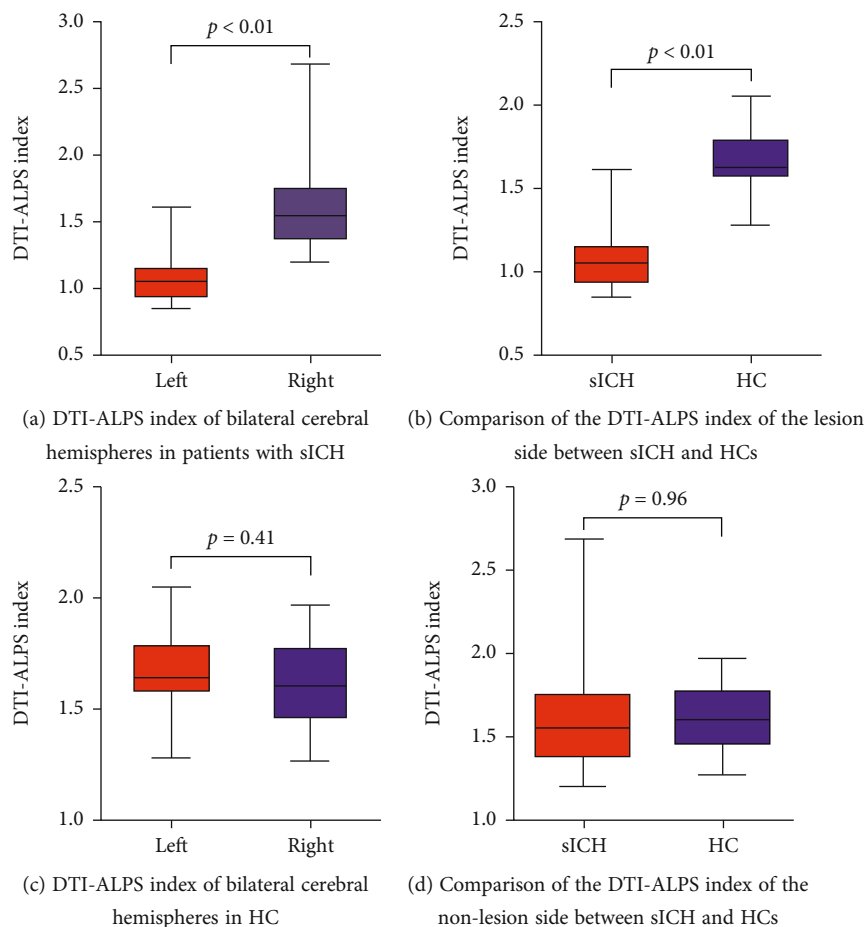 3.0
2.5
2.0
1.5
1.0
0.5
DTI-ALPS index
p < 0.01
Left
Right
(a) DTI-ALPS index of bilateral cerebral
hemispheres in patients with sICH
2.5
2.0
1.5
1.0
0.5
DTI-ALPS index
p < 0.01
sICH
HC
(b) Comparison of the DTI-ALPS index of the lesion
side between sICH and HCs
2.5
2.0
1.5
1.0
DTI-ALPS index
p = 0.41
Left
Right
(c) DTI-ALPS index of bilateral cerebral
hemispheres in HC
3.0
2.5
2.0
1.5
1.0
DTI-ALPS index
p = 0.96
sICH
HC
(d) Comparison of the DTI-ALPS index of the
non-lesion side between sICH and HCs